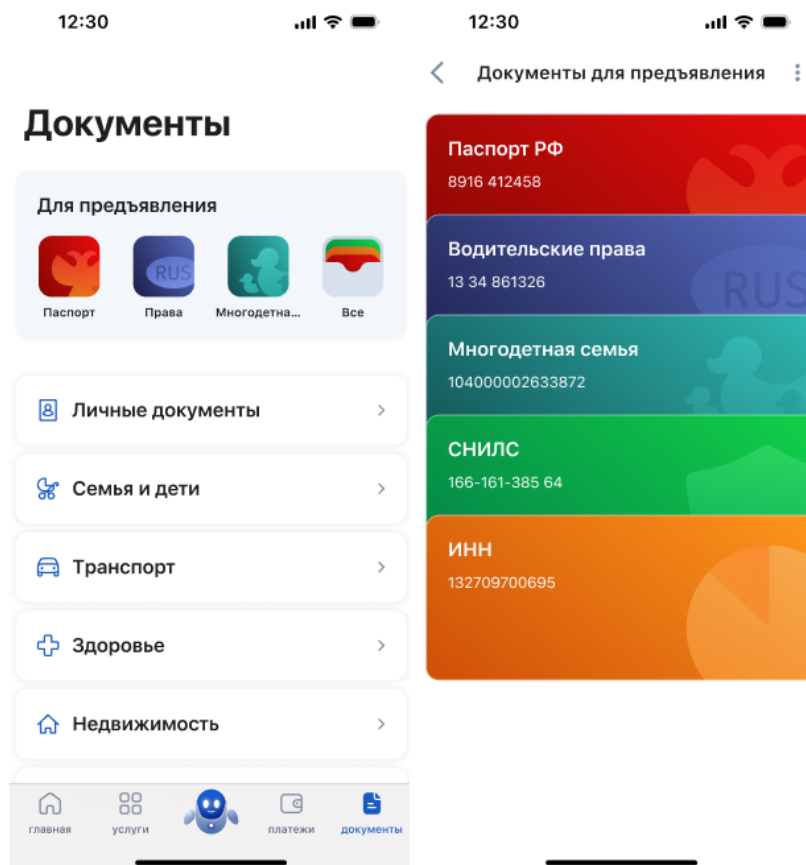 12:30
Документы
Для предъявления
RUS
Паспорт
Права
Многодетна...
Все
Личные документы
Семья и дети
Транспорт
Здоровье
Недвижимость
главная
услуги
платежи
документы
12:30
Документы для предъявления
Паспорт РФ
8916 412458
Водительские права
13 34 861326
RUS
Многодетная семья
104000002633872
СНИЛС
166-161-385 64
ИНН
132709700695